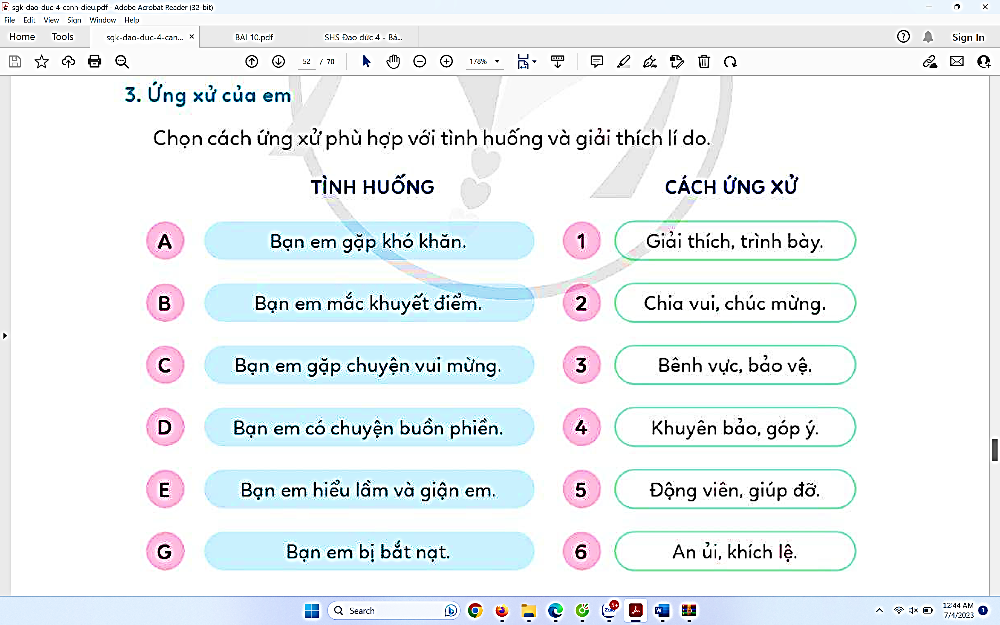 sgk-dao-duc-4-canh-dieu.pdf - Adobe Acrobat Reader (32-bit)
File Edit View Sign Window Help
Home Tools sgk-dao-duc-4-can... × BAI 10.pdf SHS Đạo đức 4 - Bả... Sign In
52 / 70 178%
3. Ứng xử của em
Chọn cách ứng xử phù hợp với tình huống và giải thích lí do.
TÌNH HUỐNG CÁCH ỨNG XỬ
A Bạn em gặp khó khăn. 1 Giải thích, trình bày.
B Bạn em mắc khuyết điểm. 2 Chia vui, chúc mừng.
C Bạn em gặp chuyện vui mừng. 3 Bênh vực, bảo vệ.
D Bạn em có chuyện buồn phiền. 4 Khuyên bảo, góp ý.
E Bạn em hiểu lầm và giận em. 5 Động viên, giúp đỡ.
G Bạn em bị bắt nạt. 6 An ủi, khích lệ.
Search Zalo 5+ W 12:44 AM 1
7/4/2023